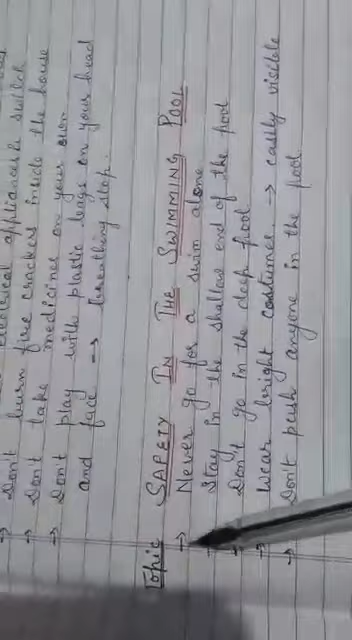 electrical appliances & switch
→ Don't burn fire crackers inside the house
→ Don't take medicines on your own
→ Don't play with plastic bags on your head
and face → breathing stop.
Topic SAFETY IN THE SWIMMING POOL
→ Never go for a swim alone
Stay in the shallow end of the pool
→ Don't go in the deep pool
→ Wear bright costumes → easily visible
→ Don't push anyone in the pool.